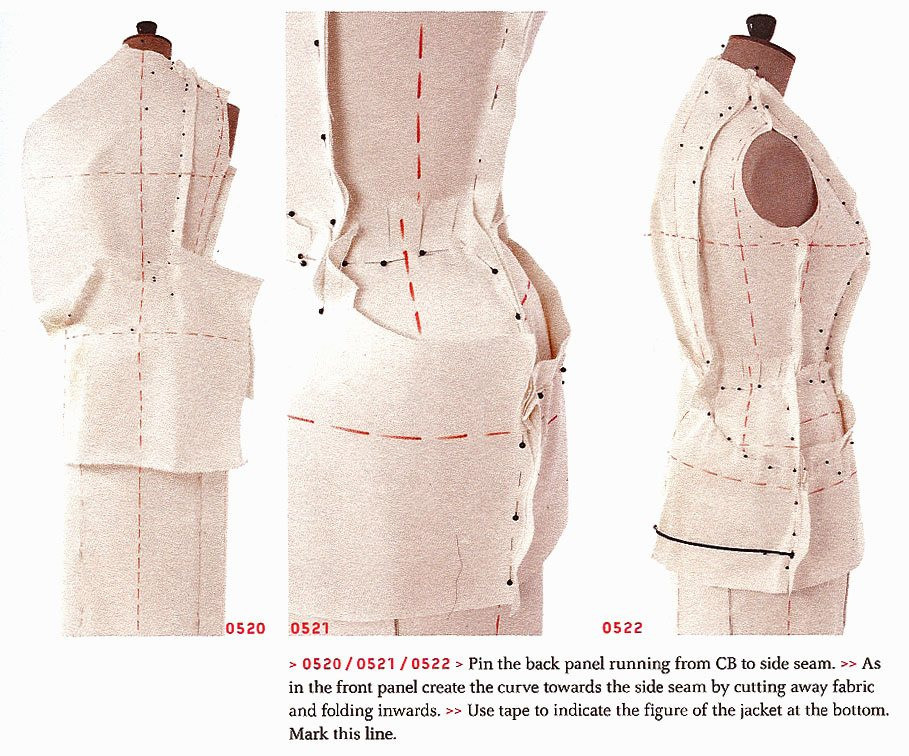 0520
0521
0522
> 0520 / 0521 / 0522 > Pin the back panel running from CB to side seam. >> As
in the front panel create the curve towards the side seam by cutting away fabric
and folding inwards. >> Use tape to indicate the figure of the jacket at the bottom.
Mark this line.